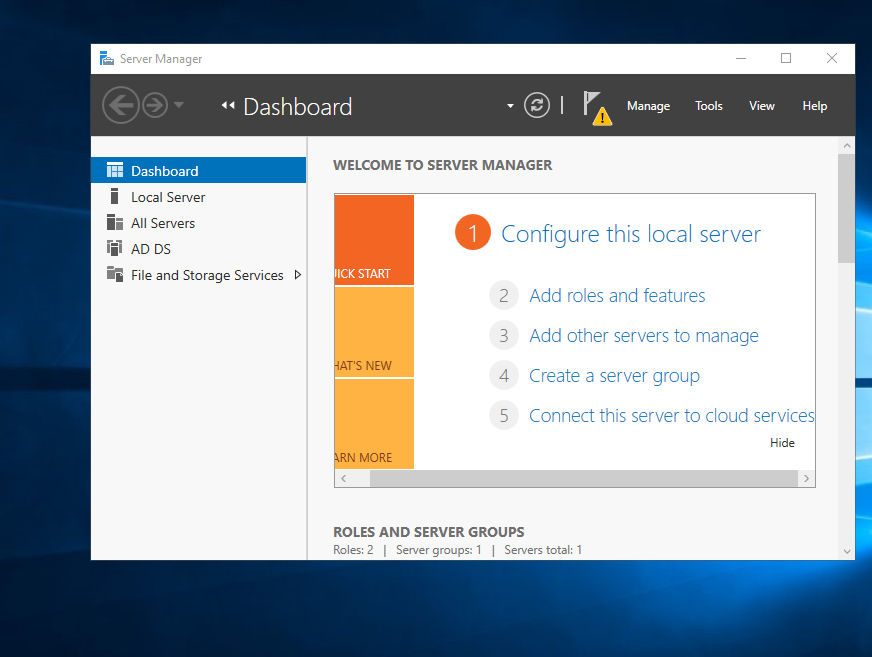 Server Manager
Dashboard
Manage Tools View Help
Dashboard
Local Server
All Servers
AD DS
File and Storage Services
WELCOME TO SERVER MANAGER
UICK START
HAT'S NEW
ARN MORE
1 Configure this local server
2 Add roles and features
3 Add other servers to manage
4 Create a server group
5 Connect this server to cloud services
Hide
ROLES AND SERVER GROUPS
Roles: 2 | Server groups: 1 | Servers total: 1